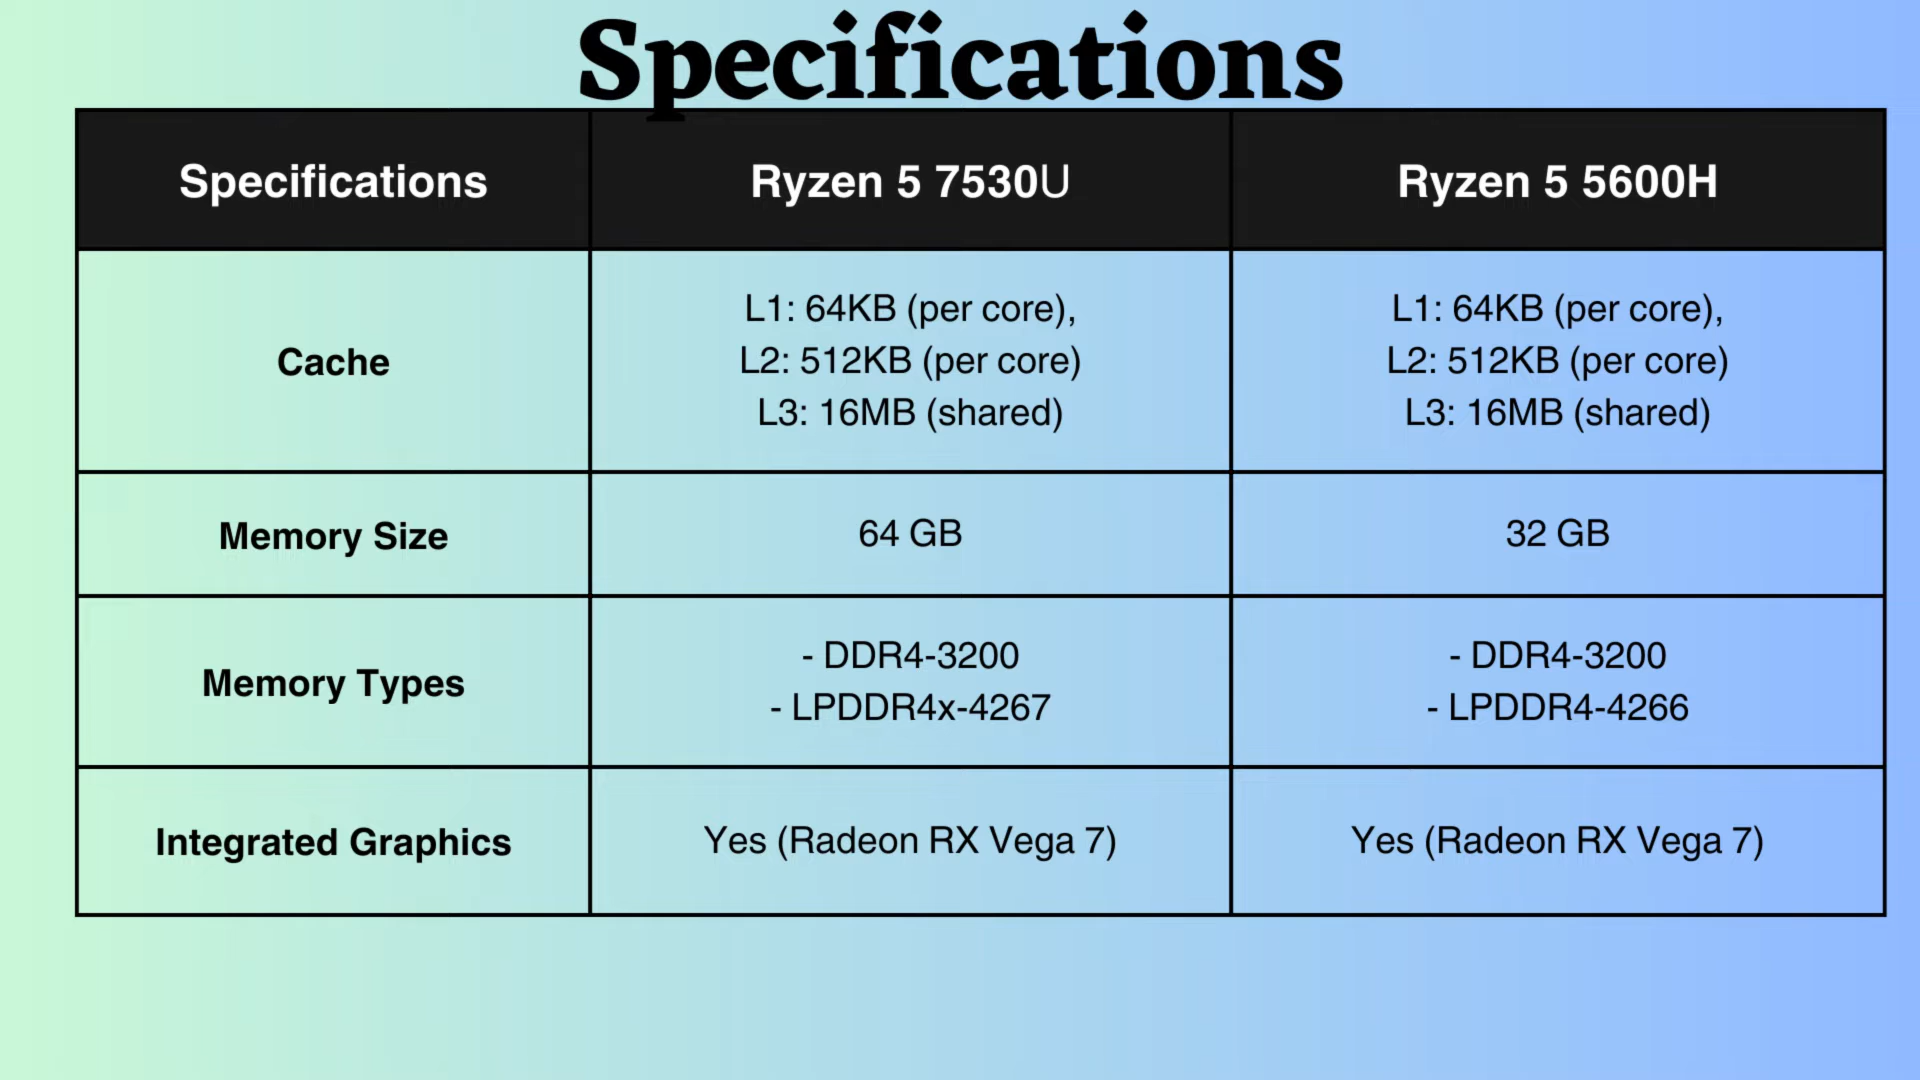 Specifications
Specifications Ryzen 5 7530U Ryzen 5 5600H
Cache
L1: 64KB (per core),
L2: 512KB (per core)
L3: 16MB (shared)
L1: 64KB (per core),
L2: 512KB (per core)
L3: 16MB (shared)
Memory Size 64 GB 32 GB
Memory Types
- DDR4-3200
- LPDDR4x-4267
- DDR4-3200
- LPDDR4-4266
Integrated Graphics Yes (Radeon RX Vega 7) Yes (Radeon RX Vega 7)